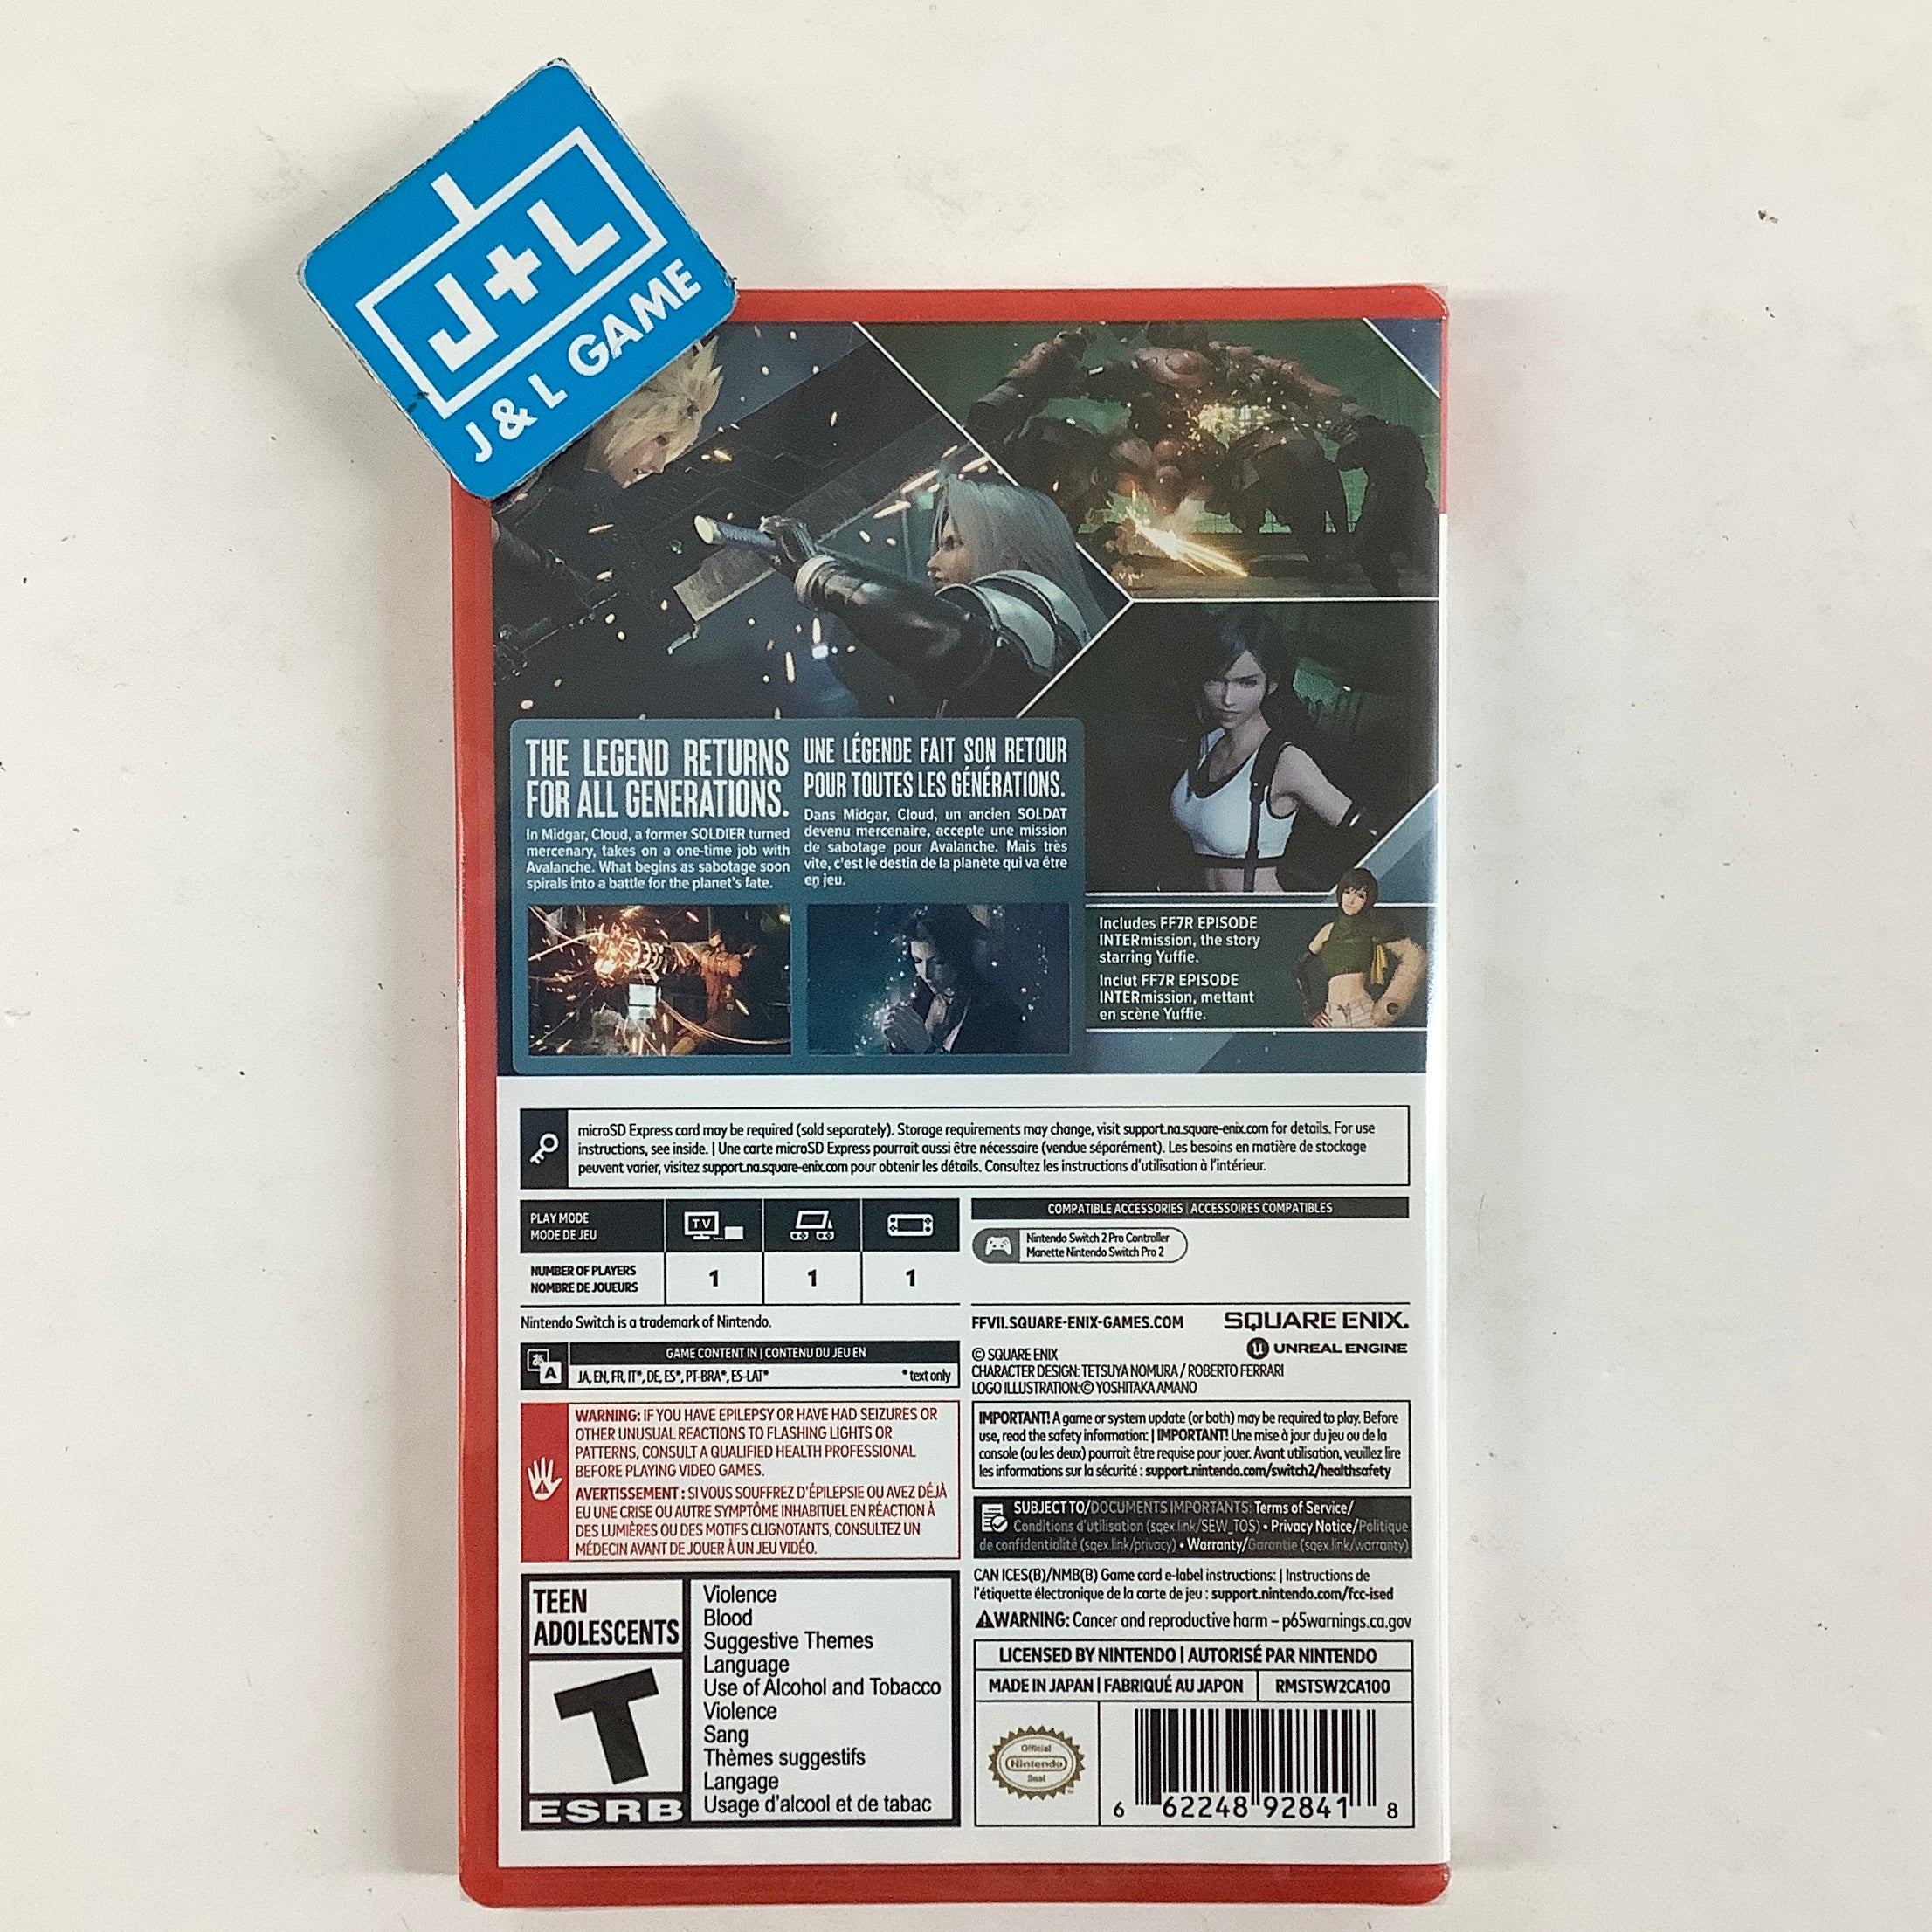 J+L
J & L GAME
THE LEGEND RETURNS
FOR ALL GENERATIONS.
In Midgar, Cloud, a former SOLDIER turned
mercenary, takes on a one-time job with
Avalanche. What begins as sabotage soon
spirals into a battle for the planet's fate.
UNE LÉGENDE FAIT SON RETOUR
POUR TOUTES LES GÉNÉRATIONS.
Dans Midgar, Cloud, un ancien SOLDAT
devenu mercenaire, accepte une mission
de sabotage pour Avalanche. Mais très
vite, c'est le destin de la planète qui va être
en jeu.
Includes FF7R EPISODE
INTERmission, the story
starring Yuffie.
Inclut FF7R EPISODE
INTERmission, mettant
en scène Yuffie.
microSD Express card may be required (sold separately). Storage requirements may change, visit support.na.square-enix.com for details. For use
instructions, see inside. | Une carte microSD Express pourrait aussi être nécessaire (vendue séparément). Les besoins en matière de stockage
peuvent varier, visitez support.na.square-enix.com pour obtenir les détails. Consultez les instructions d'utilisation à l'intérieur.
PLAY MODE
MODE DE JEU
TV
NUMBER OF PLAYERS
NOMBRE DE JOUEURS
1 1 1
COMPATIBLE ACCESSORIES | ACCESSOIRES COMPATIBLES
Nintendo Switch 2 Pro Controller
Manette Nintendo Switch Pro 2
Nintendo Switch is a trademark of Nintendo.
GAME CONTENT IN | CONTENU DU JEU EN
あ A
JA, EN, FR, IT*, DE, ES*, PT-BRA*, ES-LAT* *text only
FFVII.SQUARE-ENIX-GAMES.COM
SQUARE ENIX.
UNREAL ENGINE
© SQUARE ENIX
CHARACTER DESIGN: TETSUYA NOMURA / ROBERTO FERRARI
LOGO ILLUSTRATION:© YOSHITAKA AMANO
WARNING: IF YOU HAVE EPILEPSY OR HAVE HAD SEIZURES OR
OTHER UNUSUAL REACTIONS TO FLASHING LIGHTS OR
PATTERNS, CONSULT A QUALIFIED HEALTH PROFESSIONAL
BEFORE PLAYING VIDEO GAMES.
AVERTISSEMENT : SI VOUS SOUFFREZ D'ÉPILEPSIE OU AVEZ DÉJÀ
EU UNE CRISE OU AUTRE SYMPTÔME INHABITUEL EN RÉACTION À
DES LUMIÈRES OU DES MOTIFS CLIGNOTANTS, CONSULTEZ UN
MÉDECIN AVANT DE JOUER À UN JEU VIDÉO.
IMPORTANT! A game or system update (or both) may be required to play. Before
use, read the safety information: | IMPORTANT! Une mise à jour du jeu ou de la
console (ou les deux) pourrait être requise pour jouer. Avant utilisation, veuillez lire
les informations sur la sécurité : support.nintendo.com/switch2/healthsafety
SUBJECT TO/DOCUMENTS IMPORTANTS: Terms of Service/
Conditions d'utilisation (sqex.link/SEW_TOS) • Privacy Notice/Politique
de confidentialité (sqex.link/privacy) • Warranty/Garantie (sqex.link/warranty)
CAN ICES(B)/NMB(B) Game card e-label instructions: | Instructions de
l'étiquette électronique de la carte de jeu : support.nintendo.com/fcc-ised
WARNING: Cancer and reproductive harm – p65warnings.ca.gov
TEEN
ADOLESCENTS
T
ESRB
Violence
Blood
Suggestive Themes
Language
Use of Alcohol and Tobacco
Violence
Sang
Thèmes suggestifs
Langage
Usage d'alcool et de tabac
LICENSED BY NINTENDO | AUTORISÉ PAR NINTENDO
MADE IN JAPAN | FABRIQUÉ AU JAPON
RMSTSW2CA100
Official
Nintendo
Seal
6 62248 92841 8